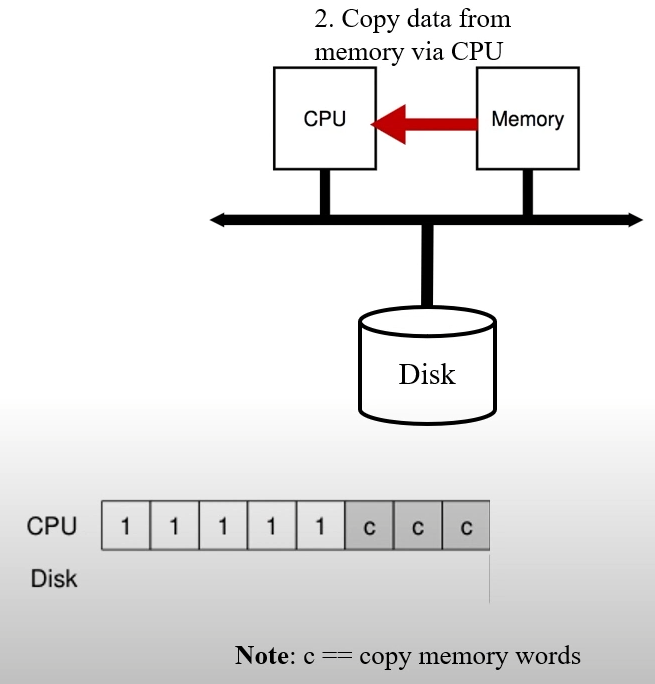 2. Copy data from
memory via CPU
CPU
Memory
Disk
CPU 1 1 1 1 1 c c c
Disk
Note: c == copy memory words